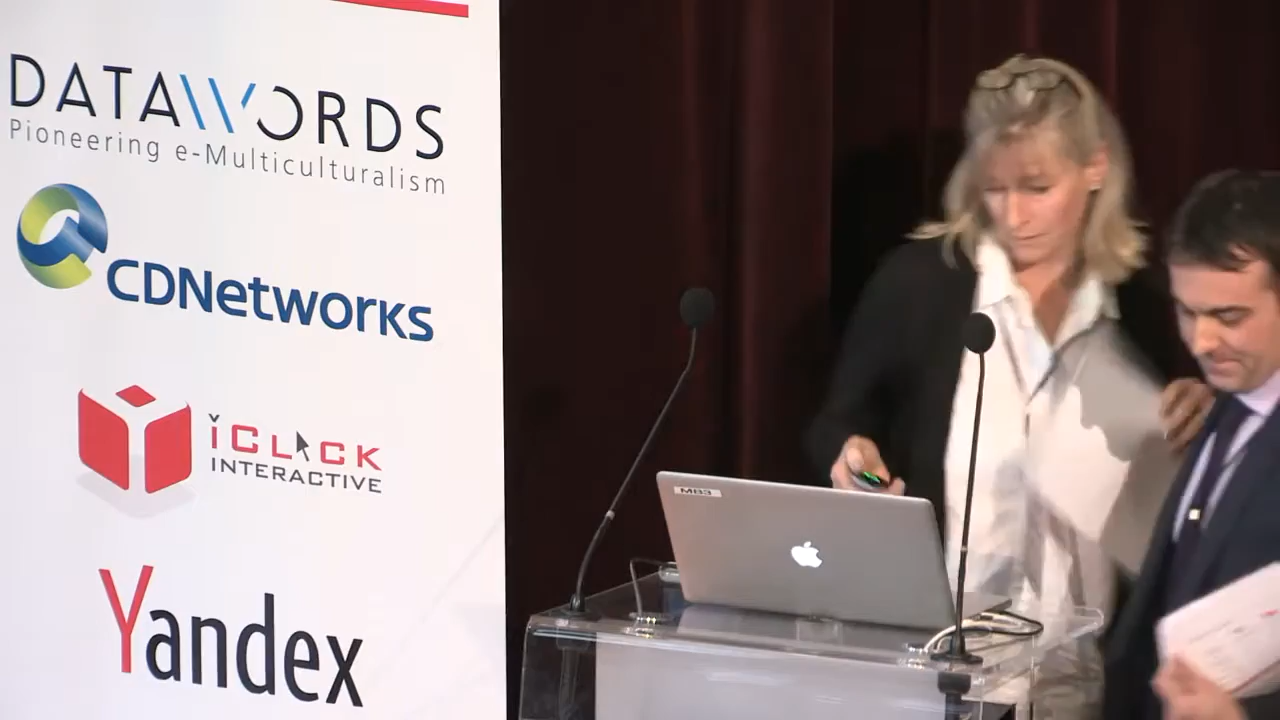 DATAWORDS
Pioneering e-Multiculturalism
CDNetworks
iCLICK
INTERACTIVE
Yandex
MB3